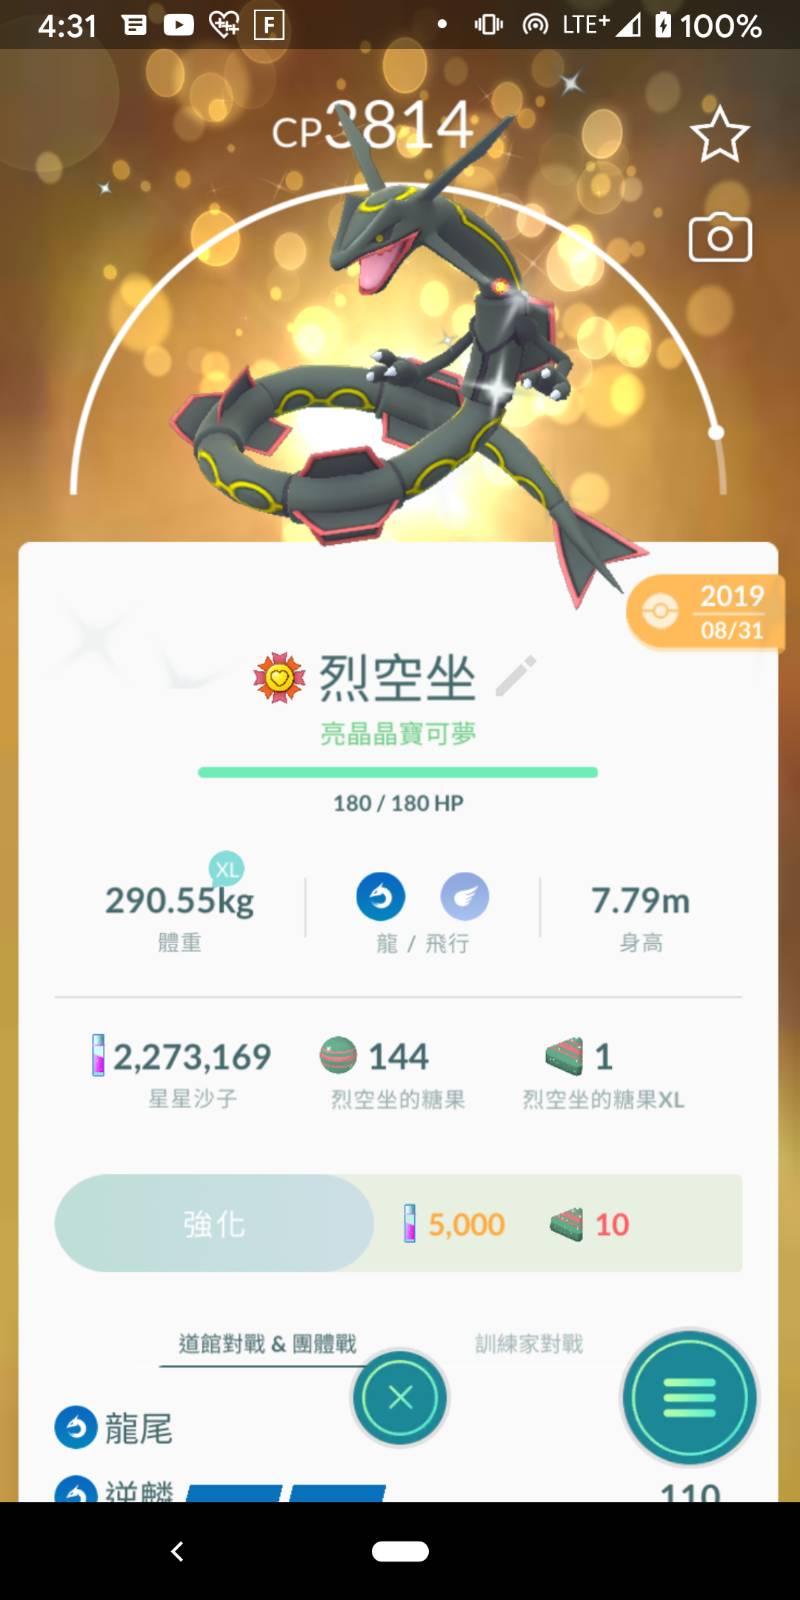 4:31
F
LTE+
100%
CP3814
2019
08/31
烈空坐
亮晶晶寶可夢
180 / 180 HP
XL
290.55kg
體重
龍 / 飛行
7.79m
身高
2,273,169
星星沙子
144
烈空坐的糖果
1
烈空坐的糖果XL
強化
5,000
10
道館對戰 & 團體戰
訓練家對戰
龍尾
逆鱗
110